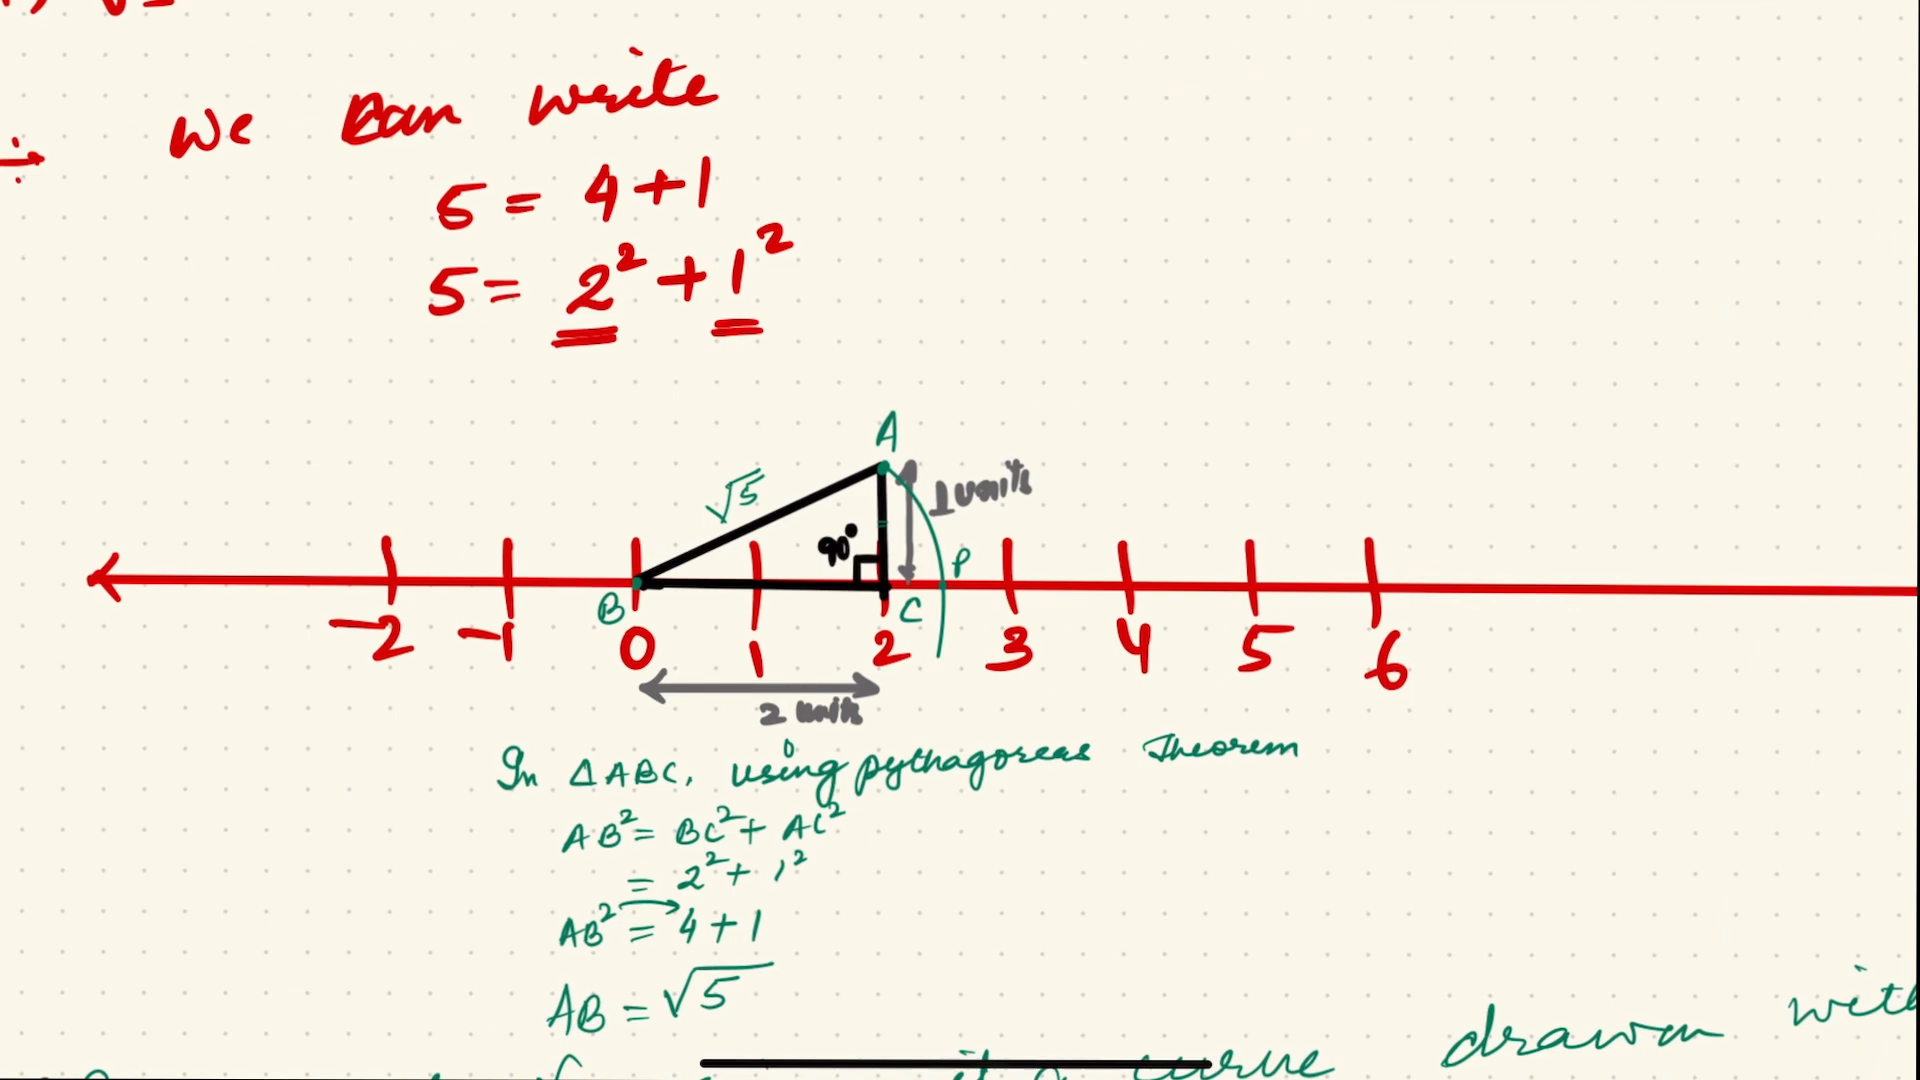 We can write
5 = 4+1
5 = 2² + 1²
A
√5
1 units
90°
P
B
C
-2 -1 0 1 2 3 4 5 6
2 units
In △ABC, using pythagoreas Theorem
AB² = BC² + AC²
= 2² + 1²
AB² = 4 + 1
AB = √5
curve drawn with